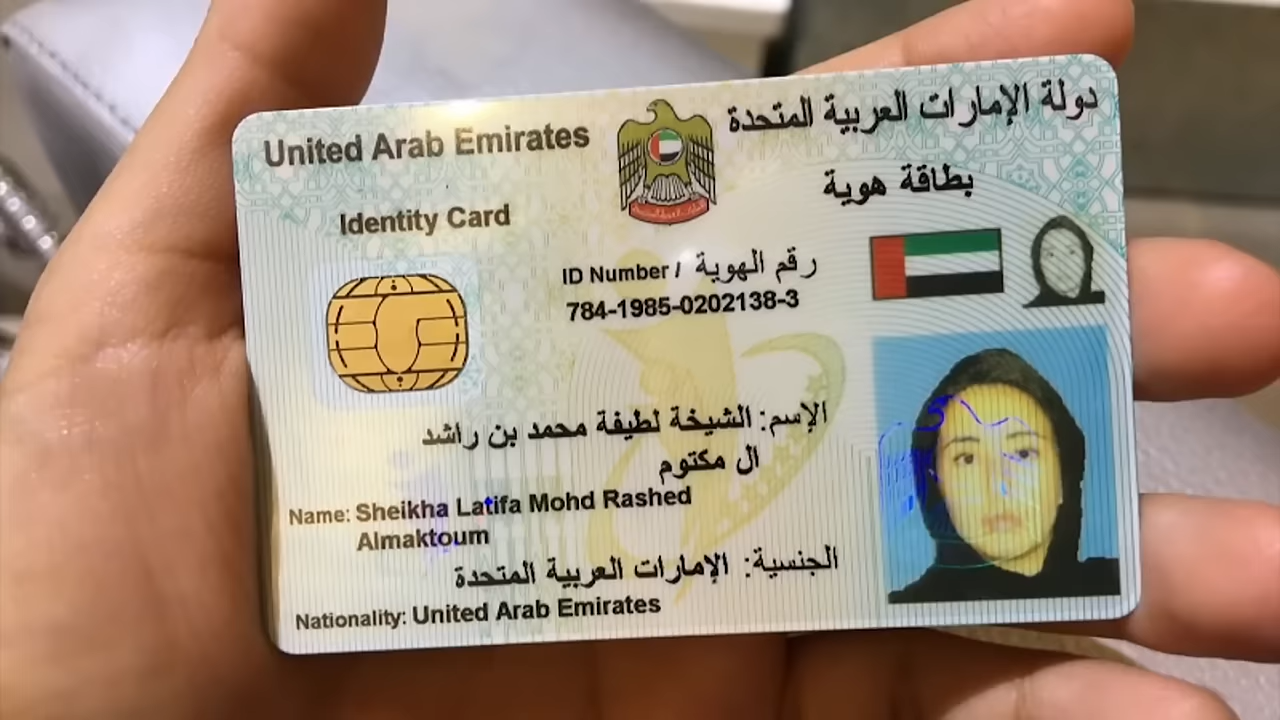 United Arab Emirates
دولة الإمارات العربية المتحدة
Identity Card
بطاقة هوية
ID Number / رقم الهوية
784-1985-0202138-3
الإسم: الشيخة لطيفة محمد بن راشد
ال مكتوم
Name: Sheikha Latifa Mohd Rashed
Almaktoum
الجنسية: الإمارات العربية المتحدة
Nationality: United Arab Emirates